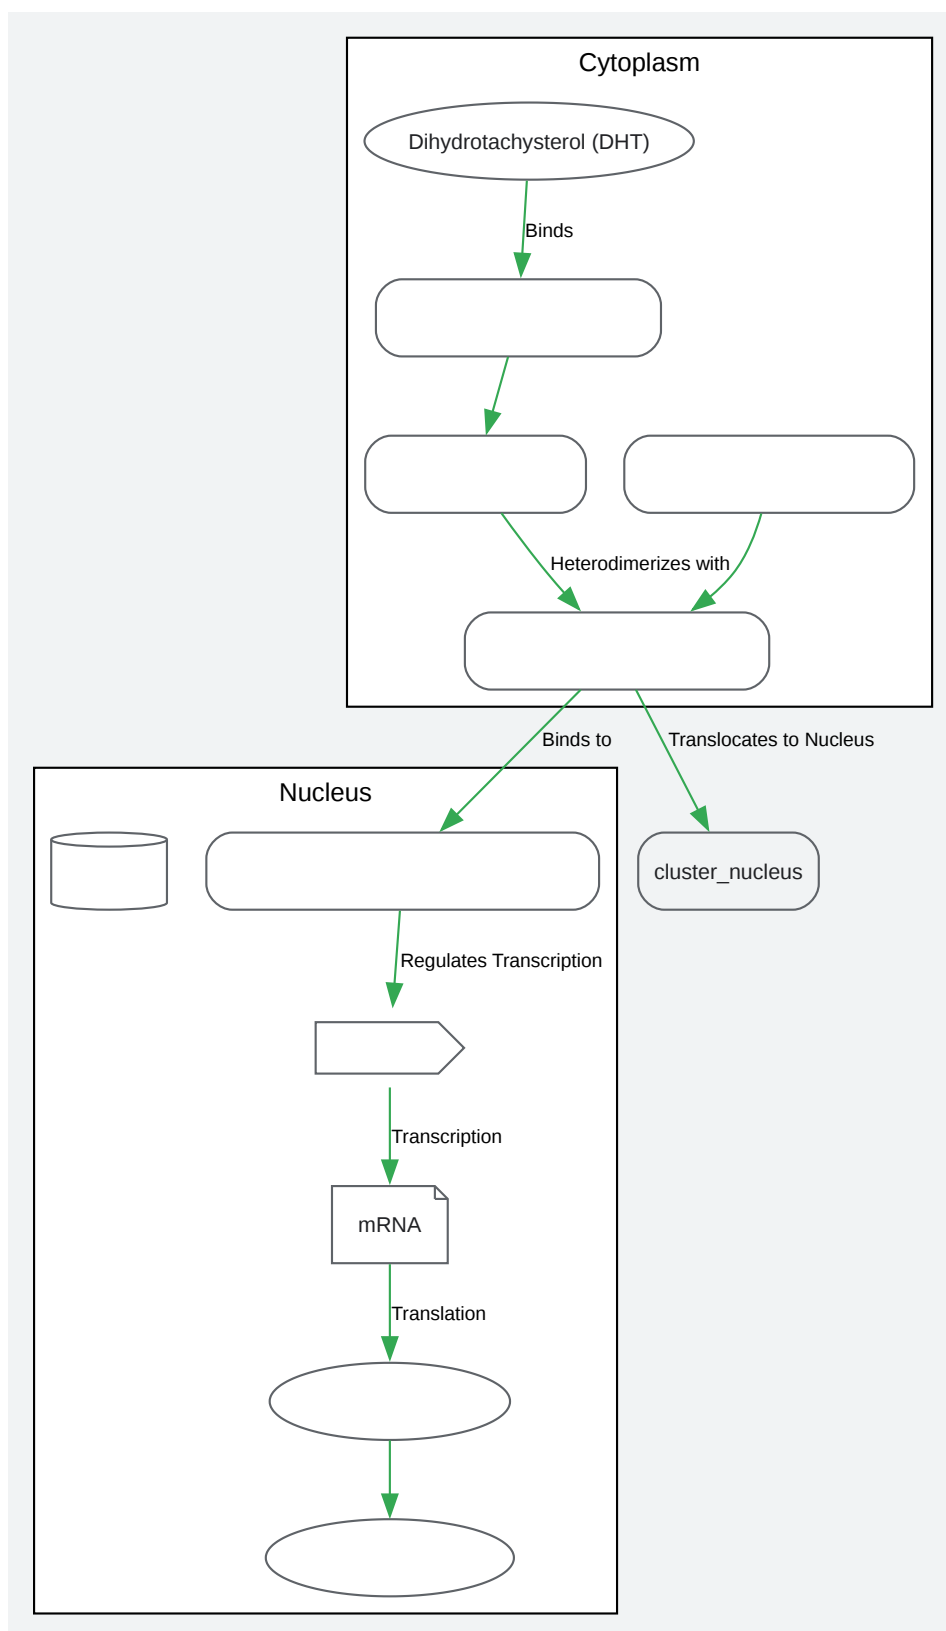 Cytoplasm
Dihydrotachysterol (DHT)
Binds
Heterodimerizes with
Binds to
Translocates to Nucleus
Nucleus
cluster_nucleus
Regulates Transcription
Transcription
mRNA
Translation